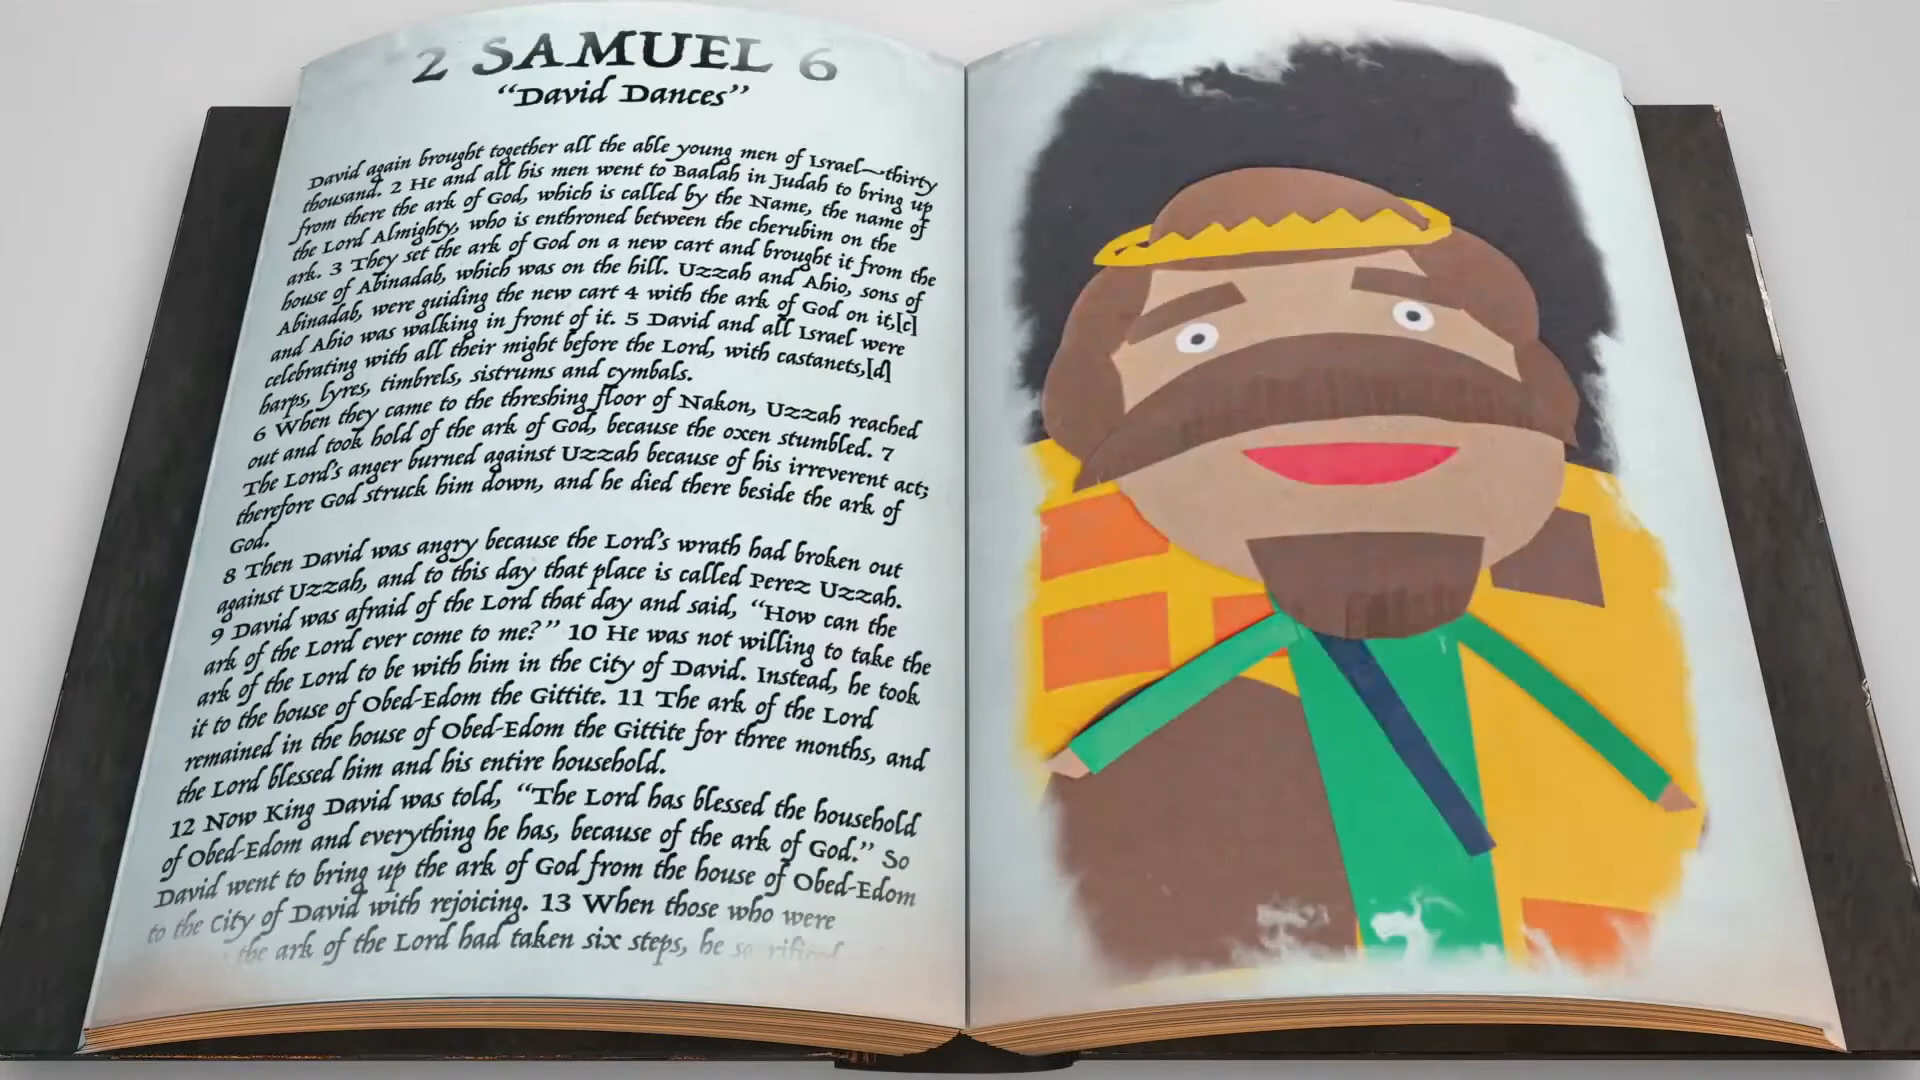 2 SAMUEL 6
“David Dances”
David again brought together all the able young men of Israel—thirty
thousand. 2 He and all his men went to Baalah in Judah to bring up
from there the ark of God, which is called by the Name, the name of
the Lord Almighty, who is enthroned between the cherubim on the
ark. 3 They set the ark of God on a new cart and brought it from the
house of Abinadab, which was on the hill. Uzzah and Ahio, sons of
Abinadab, were guiding the new cart 4 with the ark of God on it,[c]
and Ahio was walking in front of it. 5 David and all Israel were
celebrating with all their might before the Lord, with castanets,[d]
harps, lyres, timbrels, sistrums and cymbals.
6 When they came to the threshing floor of Nakon, Uzzah reached
out and took hold of the ark of God, because the oxen stumbled. 7
The Lord's anger burned against Uzzah because of his irreverent act;
therefore God struck him down, and he died there beside the ark of
God.
8 Then David was angry because the Lord's wrath had broken out
against Uzzah, and to this day that place is called Perez Uzzah.
9 David was afraid of the Lord that day and said, “How can the
ark of the Lord ever come to me?” 10 He was not willing to take the
ark of the Lord to be with him in the City of David. Instead, he took
it to the house of Obed-Edom the Gittite. 11 The ark of the Lord
remained in the house of Obed-Edom the Gittite for three months, and
the Lord blessed him and his entire household.
12 Now King David was told, “The Lord has blessed the household
of Obed-Edom and everything he has, because of the ark of God.” So
David went to bring up the ark of God from the house of Obed-Edom
to the City of David with rejoicing. 13 When those who were
the ark of the Lord had taken six steps, he sacrificed